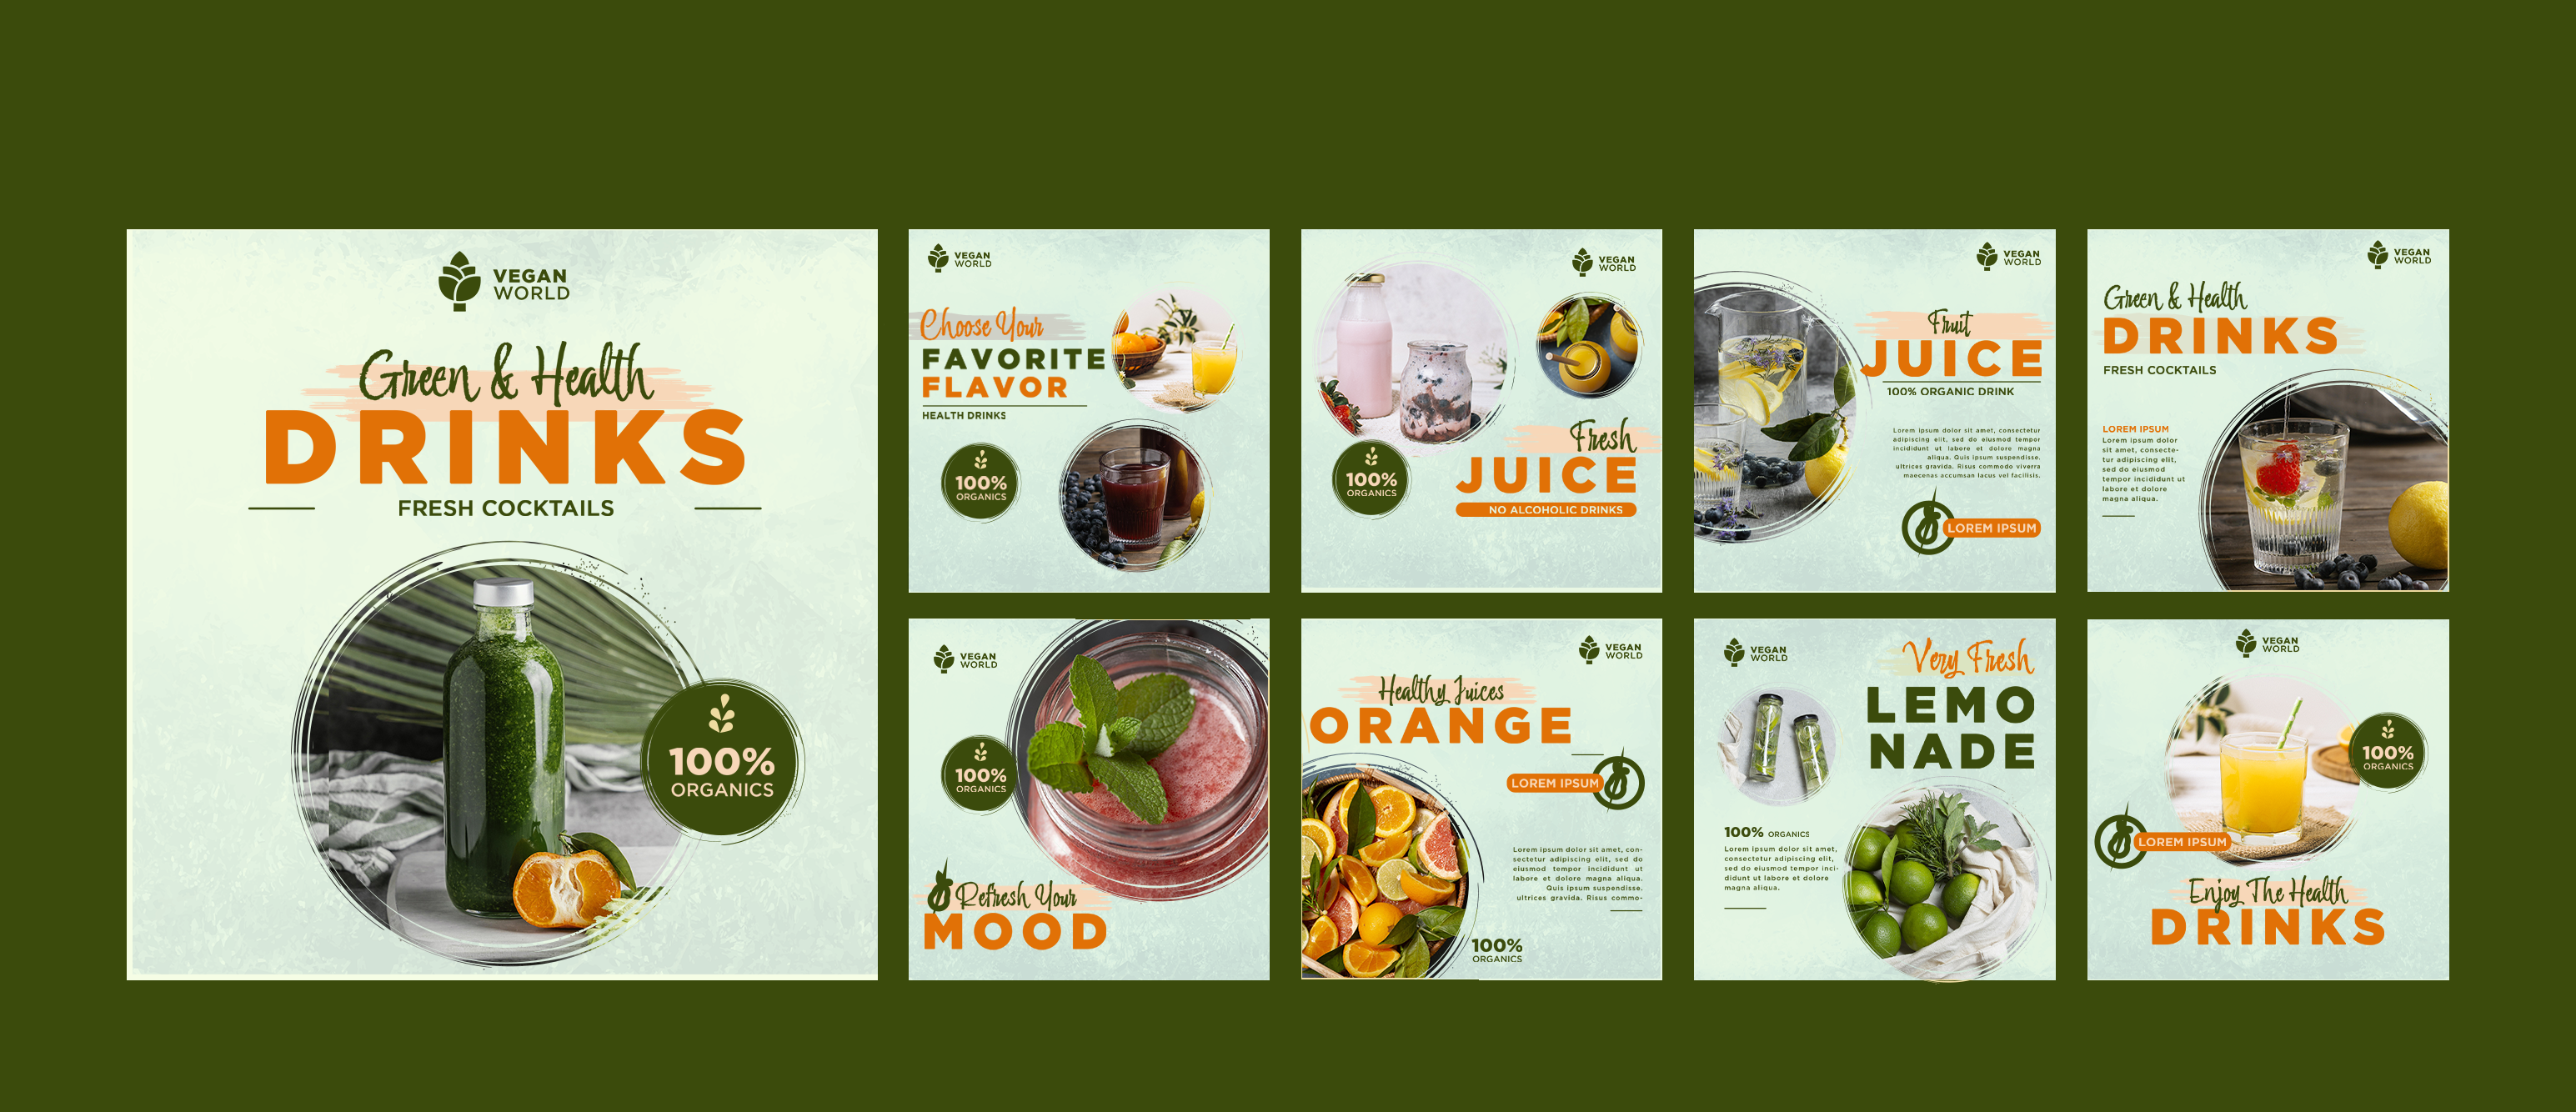 VEGAN
WORLD
Green & Health
DRINKS
FRESH COCKTAILS
100%
ORGANICS
VEGAN
WORLD
Choose Your
FAVORITE
FLAVOR
HEALTH DRINKS
100%
ORGANICS
VEGAN
WORLD
Fresh
JUICE
NO ALCOHOLIC DRINKS
100%
ORGANICS
VEGAN
WORLD
Fruit
JUICE
100% ORGANIC DRINK
Lorem ipsum dolor sit amet, consectetur
adipiscing elit, sed do eiusmod tempor
incididunt ut labore et dolore magna
aliqua. Quis ipsum suspendisse.
ultrices gravida. Risus commodo viverra
maecenas accumsan lacus vel facilisis.
LOREM IPSUM
VEGAN
WORLD
Green & Health
DRINKS
FRESH COCKTAILS
LOREM IPSUM
Lorem ipsum dolor
sit amet, consecte-
tur adipiscing elit,
sed do eiusmod
tempor incididunt ut
labore et dolore
magna aliqua.
VEGAN
WORLD
100%
ORGANICS
Refresh Your
MOOD
VEGAN
WORLD
Healthy Juices
ORANGE
LOREM IPSUM
Lorem ipsum dolor sit amet, con-
sectetur adipiscing elit, sed do
eiusmod tempor incididunt ut
labore et dolore magna aliqua.
Quis ipsum suspendisse.
ultrices gravida. Risus commo-
100%
ORGANICS
VEGAN
WORLD
Very Fresh
LEMO
NADE
100% ORGANICS
Lorem ipsum dolor sit amet,
consectetur adipiscing elit,
sed do eiusmod tempor inci-
didunt ut labore et dolore
magna aliqua.
VEGAN
WORLD
100%
ORGANICS
LOREM IPSUM
Enjoy The Health
DRINKS